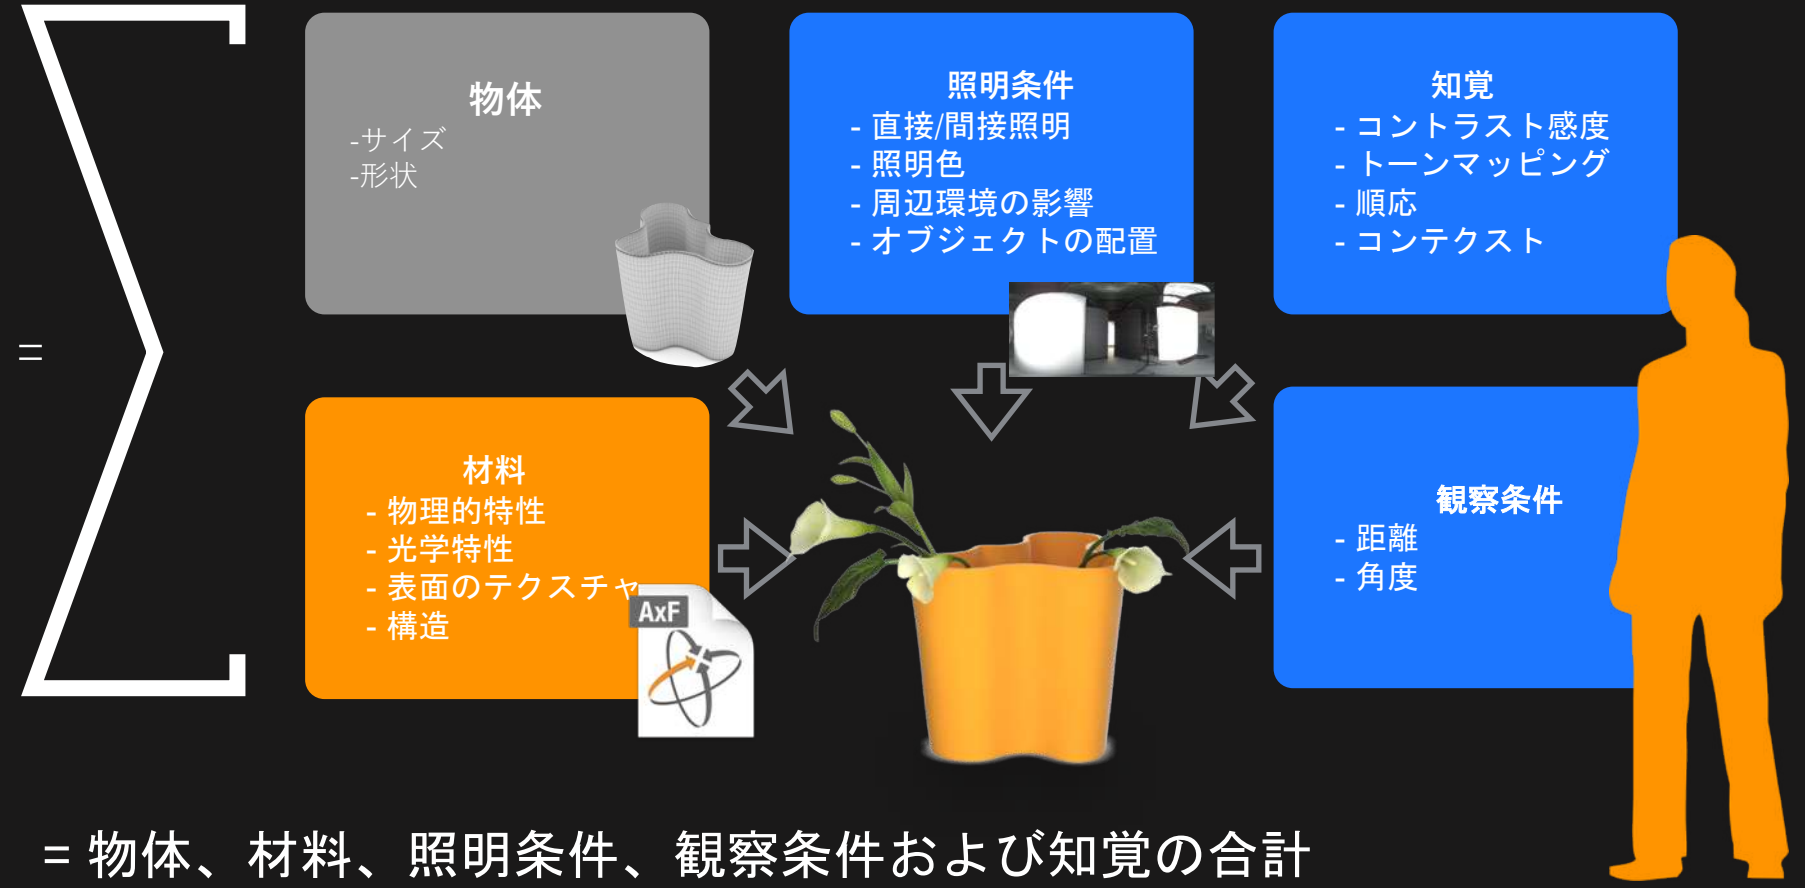 =
物体
-サイズ
-形状
照明条件
- 直接/間接照明
- 照明色
- 周辺環境の影響
- オブジェクトの配置
知覚
- コントラスト感度
- トーンマッピング
- 順応
- コンテクスト
材料
- 物理的特性
- 光学特性
- 表面のテクスチャ
- 構造
AxF
観察条件
- 距離
- 角度
= 物体、材料、照明条件、観察条件および知覚の合計